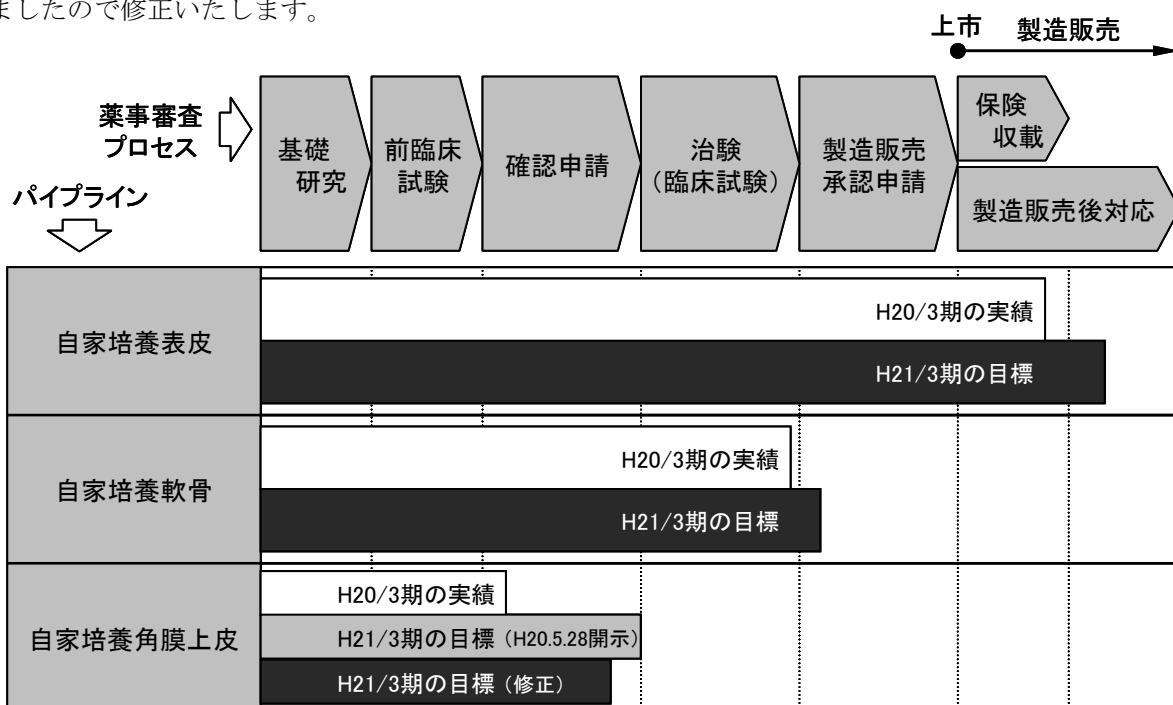 ましたので修正いたします。
上市 製造販売
薬事審査
プロセス
基礎
研究
前臨床
試験
確認申請
治験
（臨床試験）
製造販売
承認申請
保険
収載
製造販売後対応
パイプライン
自家培養表皮
H20/3期の実績
H21/3期の目標
自家培養軟骨
H20/3期の実績
H21/3期の目標
自家培養角膜上皮
H20/3期の実績
H21/3期の目標（H20.5.28開示）
H21/3期の目標（修正）